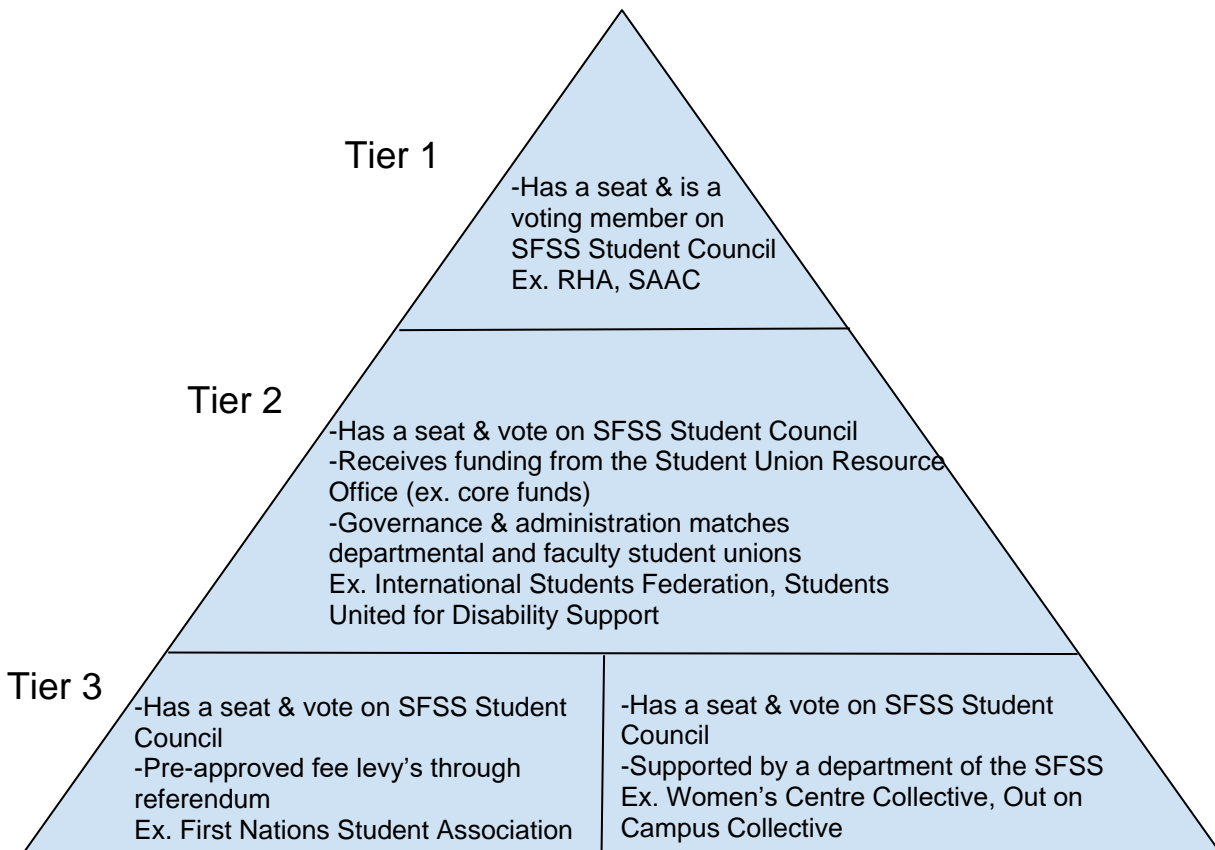 Tier 1
-Has a seat & is a
voting member on
SFSS Student Council
Ex. RHA, SAAC
Tier 2
-Has a seat & vote on SFSS Student Council
-Receives funding from the Student Union Resource
Office (ex. core funds)
-Governance & administration matches
departmental and faculty student unions
Ex. International Students Federation, Students
United for Disability Support
Tier 3
-Has a seat & vote on SFSS Student
Council
-Pre-approved fee levy's through
referendum
Ex. First Nations Student Association
-Has a seat & vote on SFSS Student
Council
-Supported by a department of the SFSS
Ex. Women's Centre Collective, Out on
Campus Collective